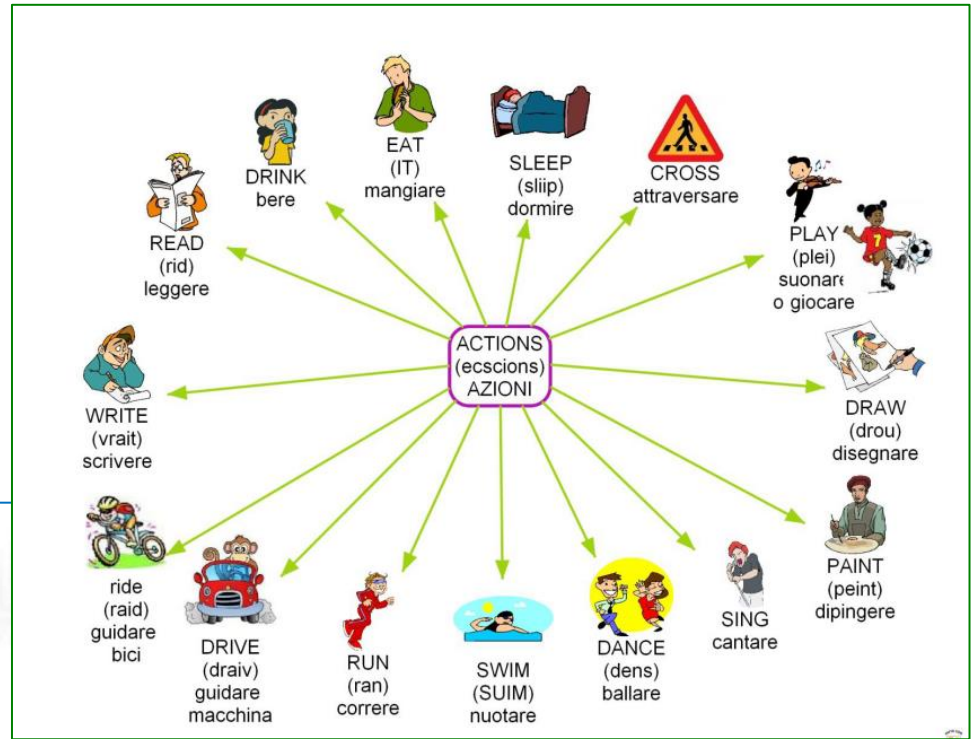 EAT
(IT)
mangiare
SLEEP
(sliip)
dormire
CROSS
attraversare
DRINK
bere
READ
(rid)
leggere
PLAY
(plei)
suonare
o giocare
7
ACTIONS
(ecscions)
AZIONI
WRITE
(vrait)
scrivere
DRAW
(drou)
disegnare
ride
(raid)
guidare
bici
DRIVE
(draiv)
guidare
macchina
RUN
(ran)
correre
SWIM
(SUIM)
nuotare
DANCE
(dens)
ballare
SING
cantare
PAINT
(peint)
dipingere